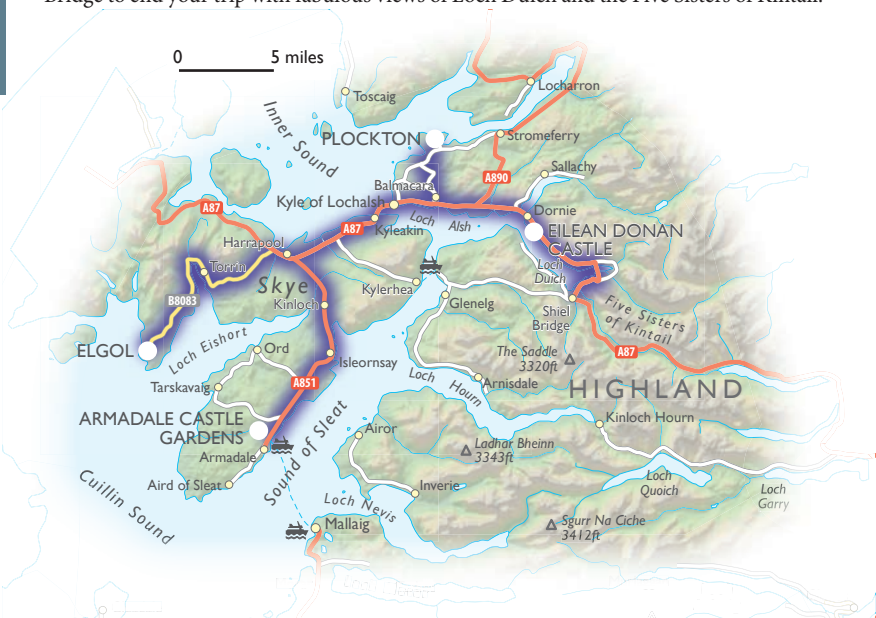 Bridge to end your trip with fabulous views of Loch Duich and the Five Sisters of Kintail.
0 5 miles
Toscaig
Locharron
Inner Sound
PLOCKTON
Stromeferry
Sallachy
A890
Balmacara
Kyle of Lochalsh
A87
Loch Alsh
Dornie
Kyleakin
A87
EILEAN DONAN
CASTLE
Harrapool
Torrin
Loch
Duich
Skye
Kylerhea
B8083
Kinloch
Glenelg
Shiel
Bridge
Five Sisters
of Kintail
Loch Eishort
ELGOL
Ord
Isleornsay
The Saddle
3320ft
A87
Tarskavaig
A851
Loch Hourn
Arnisdale
HIGHLAND
ARMADALE CASTLE
GARDENS
Kinloch Hourn
Airor
Sound of Sleat
Ladhar Bheinn
3343ft
Armadale
Cuillin Sound
Aird of Sleat
Inverie
Loch
Quoich
Loch
Garry
Loch Nevis
Mallaig
Sgurr Na Ciche
3412ft